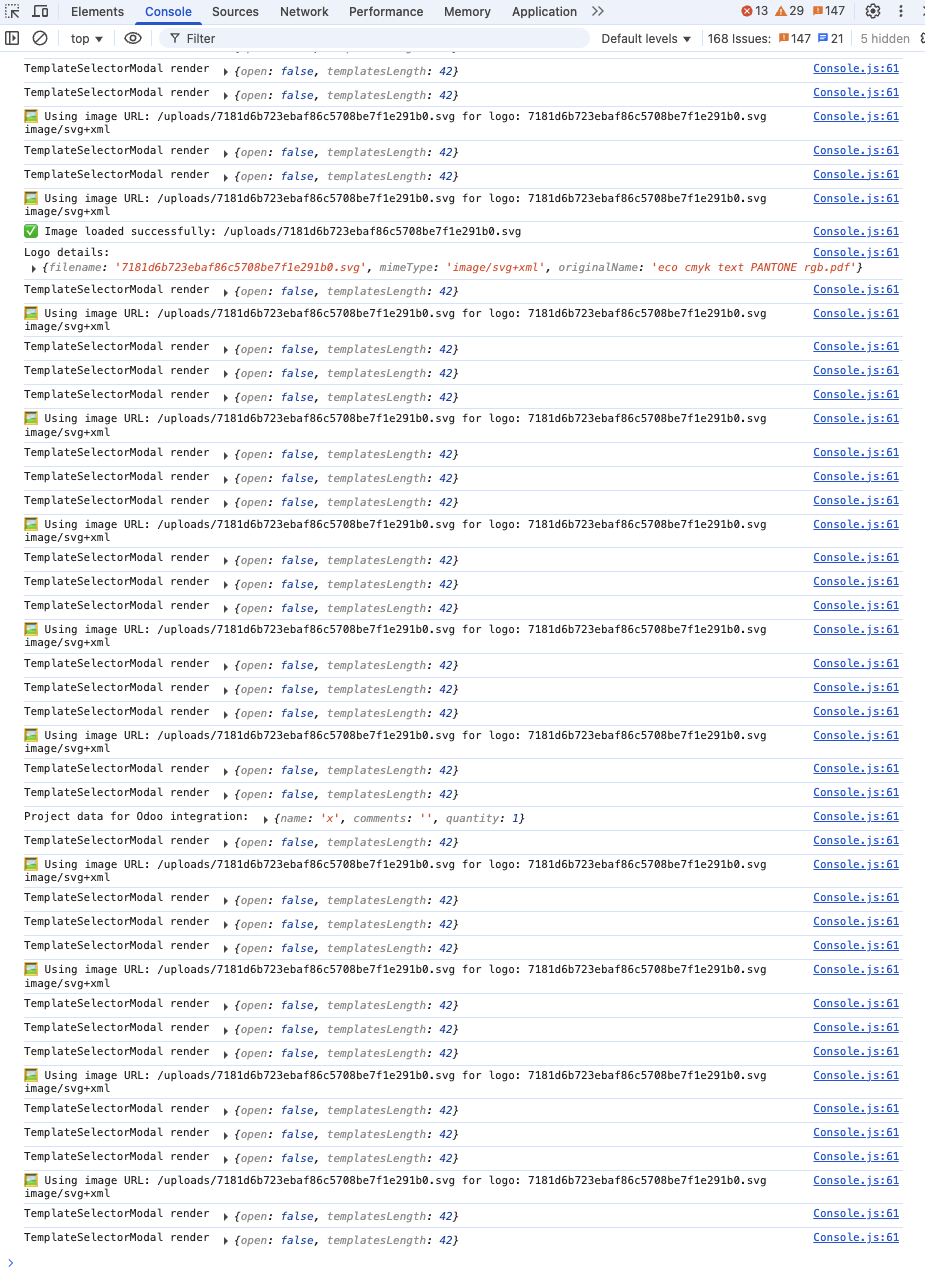 Elements Console Sources Network Performance Memory Application 13 29 147
top Filter Default levels 168 Issues: 147 21 5 hidden
TemplateSelectorModal render {open: false, templatesLength: 42} Console.js:61
TemplateSelectorModal render {open: false, templatesLength: 42} Console.js:61
🖼️ Using image URL: /uploads/7181d6b723ebaf86c5708be7f1e291b0.svg for logo: 7181d6b723ebaf86c5708be7f1e291b0.svg Console.js:61
image/svg+xml
TemplateSelectorModal render {open: false, templatesLength: 42} Console.js:61
TemplateSelectorModal render {open: false, templatesLength: 42} Console.js:61
🖼️ Using image URL: /uploads/7181d6b723ebaf86c5708be7f1e291b0.svg for logo: 7181d6b723ebaf86c5708be7f1e291b0.svg Console.js:61
image/svg+xml
✅ Image loaded successfully: /uploads/7181d6b723ebaf86c5708be7f1e291b0.svg Console.js:61
Logo details: Console.js:61
{filename: '7181d6b723ebaf86c5708be7f1e291b0.svg', mimeType: 'image/svg+xml', originalName: 'eco cmyk text PANTONE rgb.pdf'}
TemplateSelectorModal render {open: false, templatesLength: 42} Console.js:61
🖼️ Using image URL: /uploads/7181d6b723ebaf86c5708be7f1e291b0.svg for logo: 7181d6b723ebaf86c5708be7f1e291b0.svg Console.js:61
image/svg+xml
TemplateSelectorModal render {open: false, templatesLength: 42} Console.js:61
TemplateSelectorModal render {open: false, templatesLength: 42} Console.js:61
TemplateSelectorModal render {open: false, templatesLength: 42} Console.js:61
🖼️ Using image URL: /uploads/7181d6b723ebaf86c5708be7f1e291b0.svg for logo: 7181d6b723ebaf86c5708be7f1e291b0.svg Console.js:61
image/svg+xml
TemplateSelectorModal render {open: false, templatesLength: 42} Console.js:61
TemplateSelectorModal render {open: false, templatesLength: 42} Console.js:61
TemplateSelectorModal render {open: false, templatesLength: 42} Console.js:61
🖼️ Using image URL: /uploads/7181d6b723ebaf86c5708be7f1e291b0.svg for logo: 7181d6b723ebaf86c5708be7f1e291b0.svg Console.js:61
image/svg+xml
TemplateSelectorModal render {open: false, templatesLength: 42} Console.js:61
TemplateSelectorModal render {open: false, templatesLength: 42} Console.js:61
TemplateSelectorModal render {open: false, templatesLength: 42} Console.js:61
🖼️ Using image URL: /uploads/7181d6b723ebaf86c5708be7f1e291b0.svg for logo: 7181d6b723ebaf86c5708be7f1e291b0.svg Console.js:61
image/svg+xml
TemplateSelectorModal render {open: false, templatesLength: 42} Console.js:61
TemplateSelectorModal render {open: false, templatesLength: 42} Console.js:61
TemplateSelectorModal render {open: false, templatesLength: 42} Console.js:61
🖼️ Using image URL: /uploads/7181d6b723ebaf86c5708be7f1e291b0.svg for logo: 7181d6b723ebaf86c5708be7f1e291b0.svg Console.js:61
image/svg+xml
TemplateSelectorModal render {open: false, templatesLength: 42} Console.js:61
TemplateSelectorModal render {open: false, templatesLength: 42} Console.js:61
Project data for Odoo integration: {name: 'x', comments: '', quantity: 1} Console.js:61
TemplateSelectorModal render {open: false, templatesLength: 42} Console.js:61
🖼️ Using image URL: /uploads/7181d6b723ebaf86c5708be7f1e291b0.svg for logo: 7181d6b723ebaf86c5708be7f1e291b0.svg Console.js:61
image/svg+xml
TemplateSelectorModal render {open: false, templatesLength: 42} Console.js:61
TemplateSelectorModal render {open: false, templatesLength: 42} Console.js:61
TemplateSelectorModal render {open: false, templatesLength: 42} Console.js:61
🖼️ Using image URL: /uploads/7181d6b723ebaf86c5708be7f1e291b0.svg for logo: 7181d6b723ebaf86c5708be7f1e291b0.svg Console.js:61
image/svg+xml
TemplateSelectorModal render {open: false, templatesLength: 42} Console.js:61
TemplateSelectorModal render {open: false, templatesLength: 42} Console.js:61
TemplateSelectorModal render {open: false, templatesLength: 42} Console.js:61
🖼️ Using image URL: /uploads/7181d6b723ebaf86c5708be7f1e291b0.svg for logo: 7181d6b723ebaf86c5708be7f1e291b0.svg Console.js:61
image/svg+xml
TemplateSelectorModal render {open: false, templatesLength: 42} Console.js:61
TemplateSelectorModal render {open: false, templatesLength: 42} Console.js:61
TemplateSelectorModal render {open: false, templatesLength: 42} Console.js:61
🖼️ Using image URL: /uploads/7181d6b723ebaf86c5708be7f1e291b0.svg for logo: 7181d6b723ebaf86c5708be7f1e291b0.svg Console.js:61
image/svg+xml
TemplateSelectorModal render {open: false, templatesLength: 42} Console.js:61
TemplateSelectorModal render {open: false, templatesLength: 42} Console.js:61